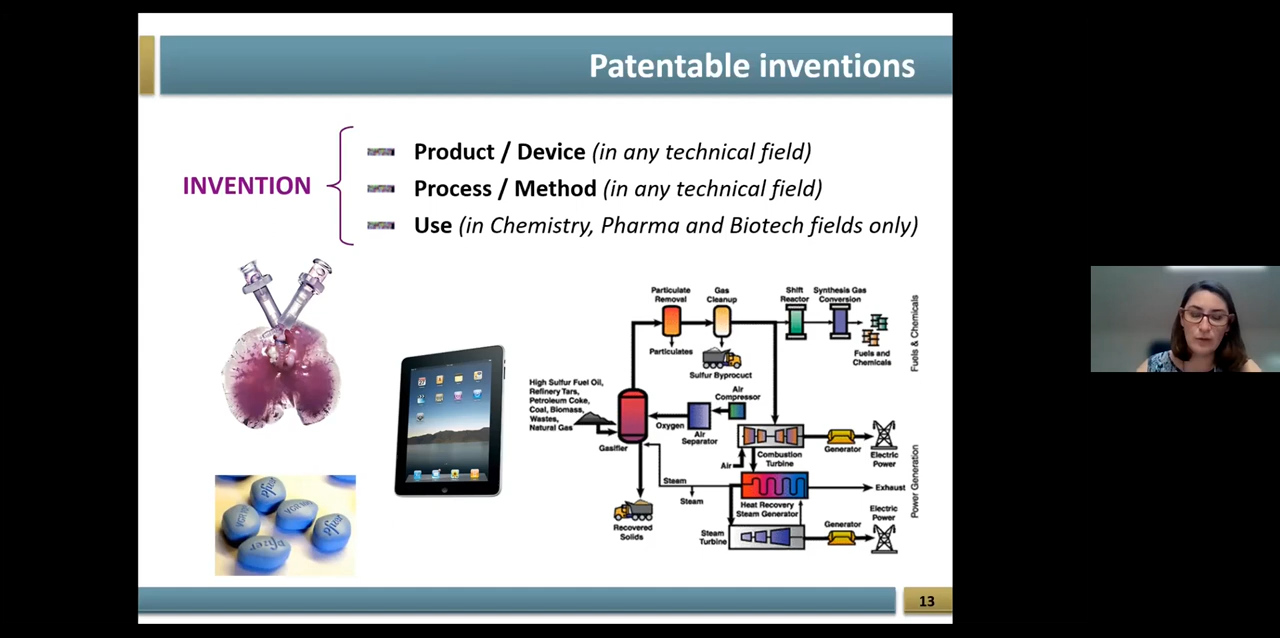 Patentable inventions
INVENTION
Product / Device (in any technical field)
Process / Method (in any technical field)
Use (in Chemistry, Pharma and Biotech fields only)
Particulate
Removal
Gas
Cleanup
Shift
Reactor
Synthesis Gas
Conversion
Particulates
Sulfur Byproduct
Fuels and
Chemicals
Fuels & Chemicals
High Sulfur Fuel Oil,
Refinery Tars,
Petroleum Coke,
Coal, Biomass,
Wastes,
Natural Gas
Gasifier
Oxygen
Air
Separator
Air
Compressor
Air
Combustion
Turbine
Generator
Electric
Power
Steam
Steam
Heat Recovery
Steam Generator
Exhaust
Power Generation
Recovered
Solids
Steam
Turbine
Generator
Electric
Power
Pfizer
Pfizer
Pfizer
13